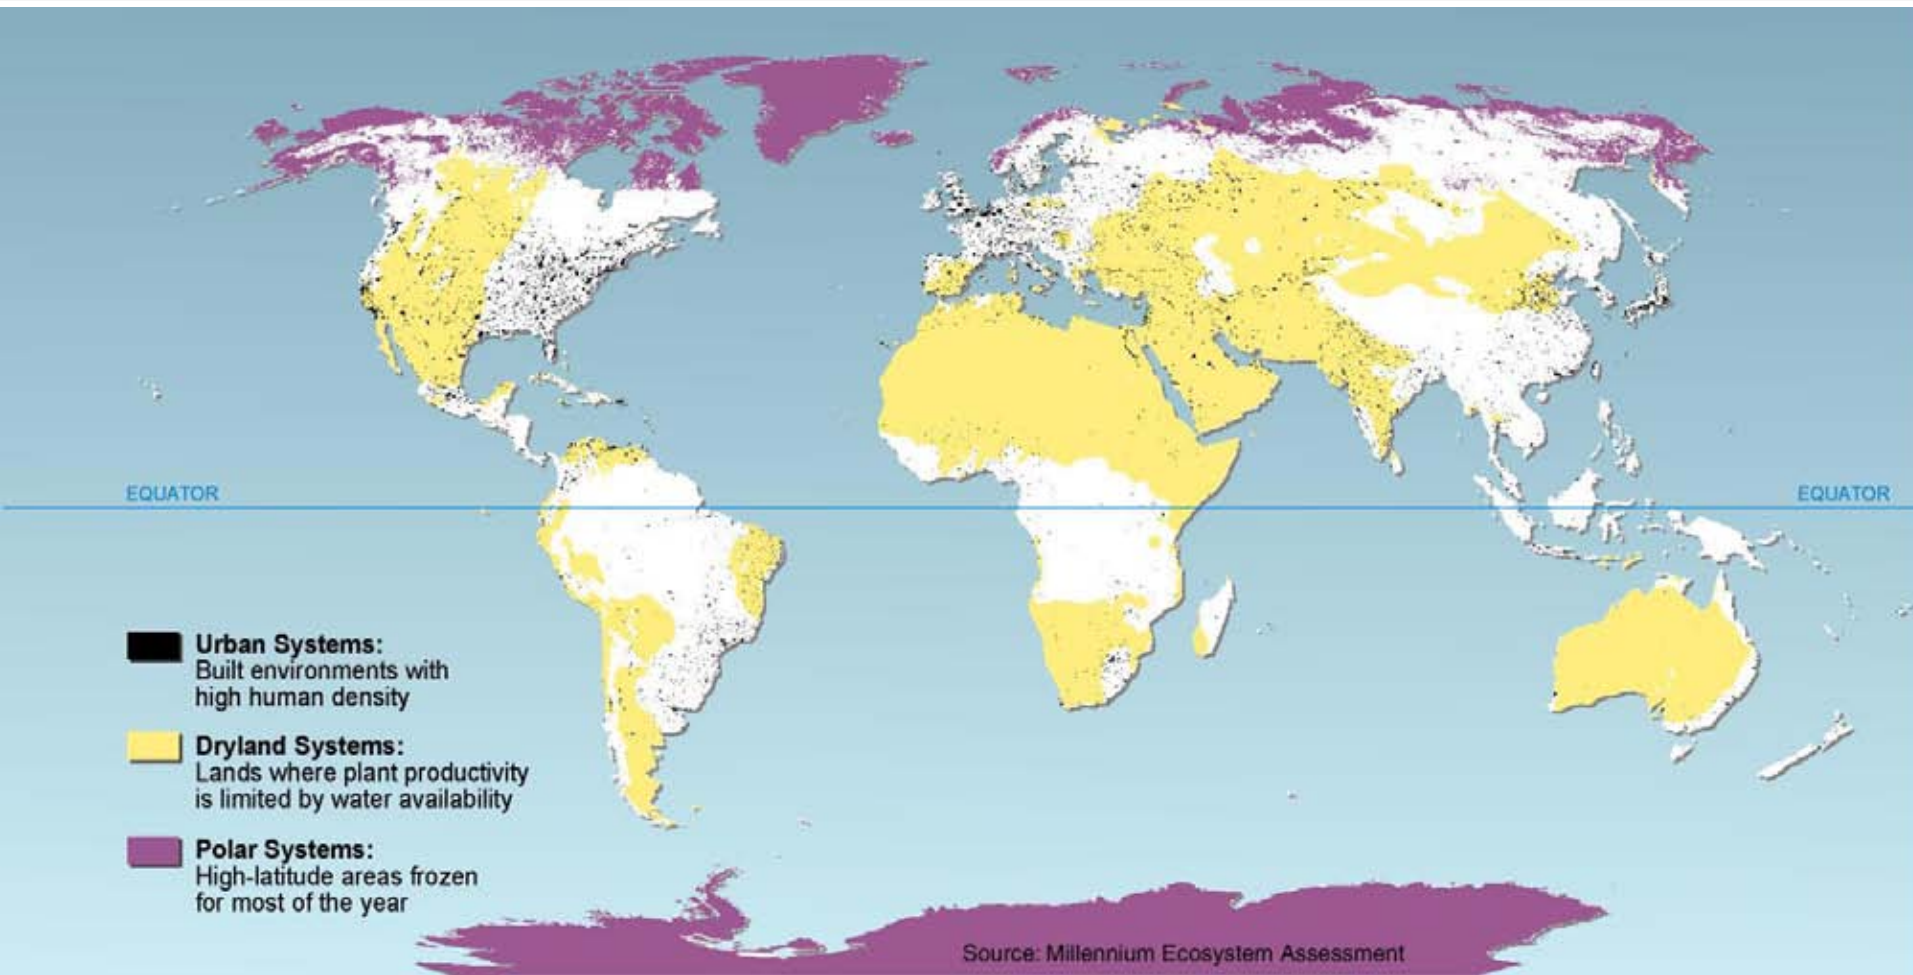 EQUATOR
EQUATOR
Urban Systems:
Built environments with
high human density
Dryland Systems:
Lands where plant productivity
is limited by water availability
Polar Systems:
High-latitude areas frozen
for most of the year
Source: Millennium Ecosystem Assessment